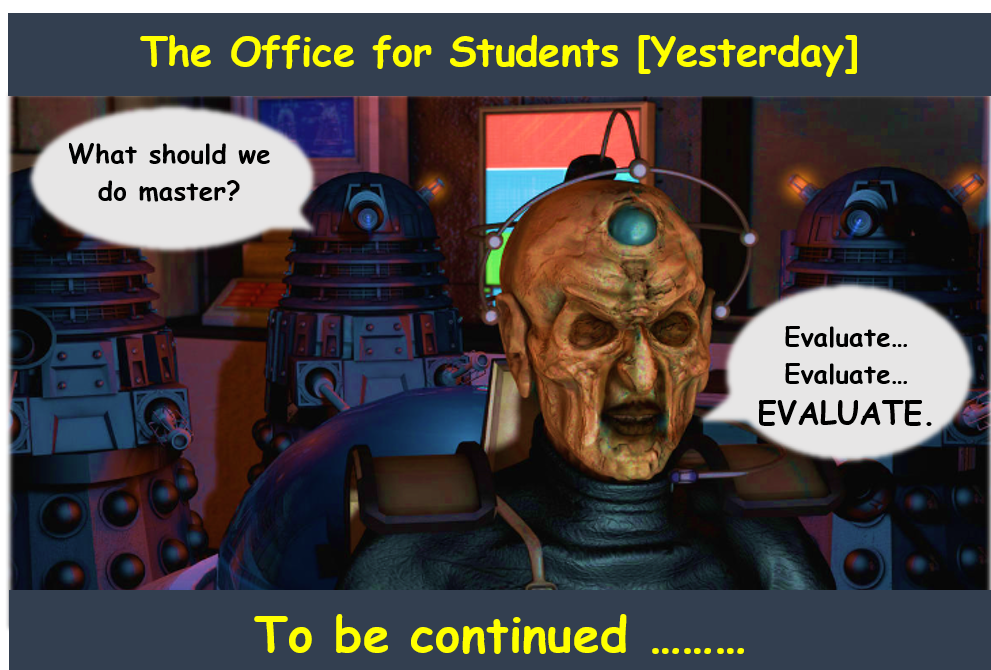 The Office for Students [Yesterday]
What should we
do master?
Evaluate…
Evaluate…
EVALUATE.
To be continued ………